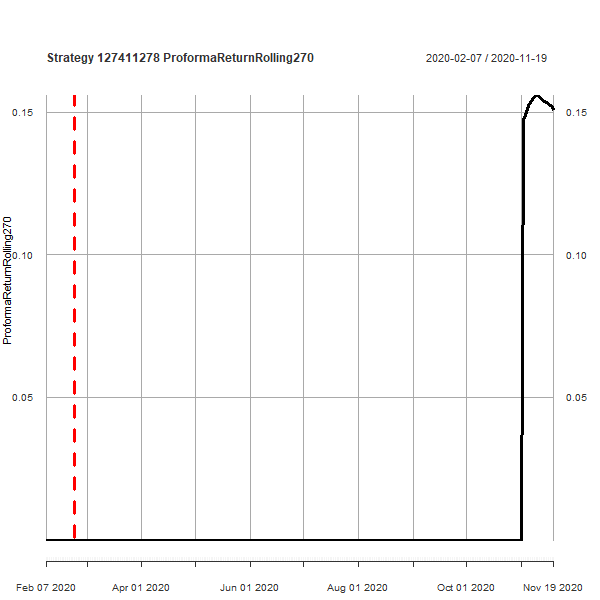 Strategy 127411278 ProformaReturnRolling270
2020-02-07 / 2020-11-19
ProformaReturnRolling270
0.15
0.15
0.10
0.10
0.05
0.05
Feb 07 2020
Apr 01 2020
Jun 01 2020
Aug 01 2020
Oct 01 2020
Nov 19 2020